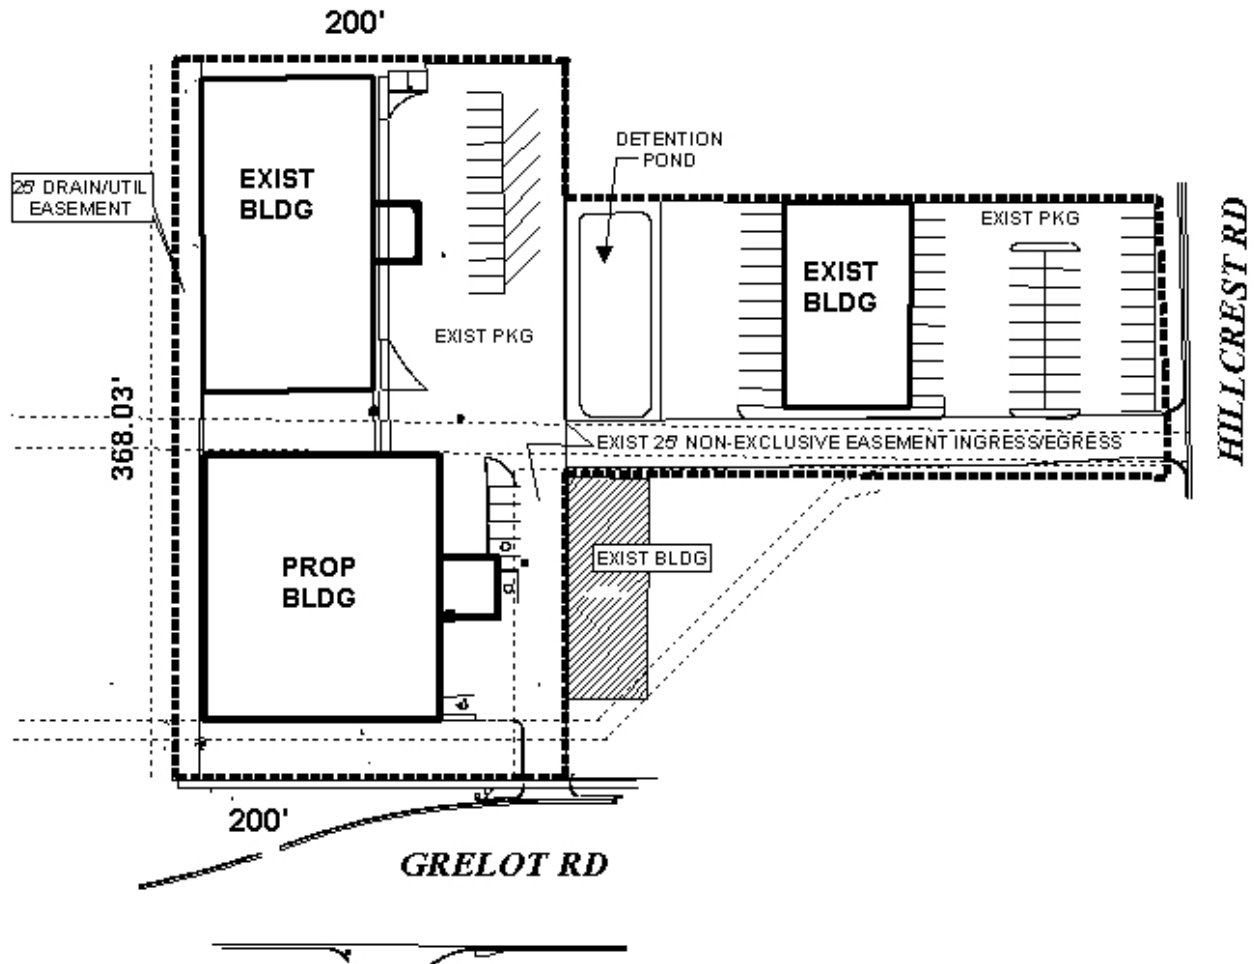 200'
DETENTION
POND
25' DRAIN/UTIL
EASEMENT
EXIST
BLDG
EXIST PKG
EXIST
BLDG
HILLCREST RD
EXIST PKG
368.03'
EXIST 25' NON-EXCLUSIVE EASEMENT INGRESS/EGRESS
EXIST BLDG
PROP
BLDG
200'
GRELOT RD